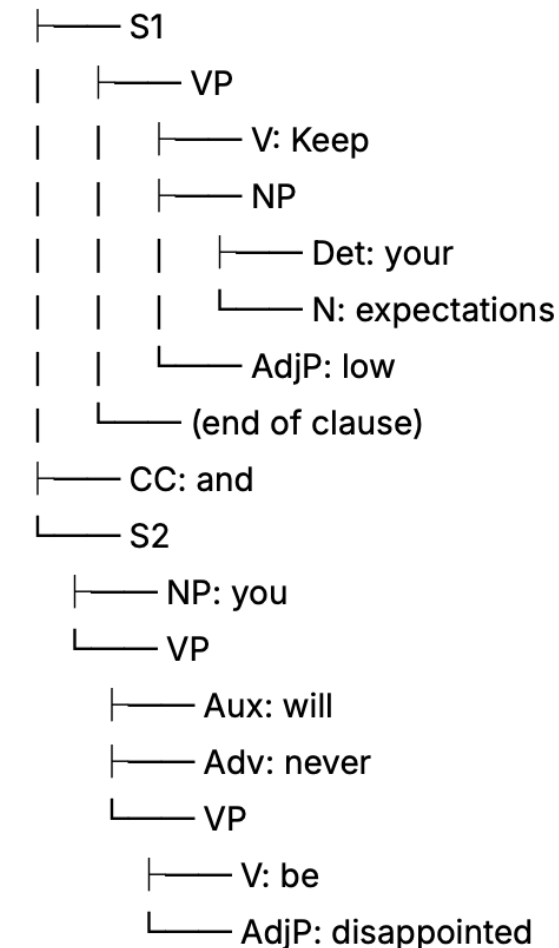 ├── S1
│ ├── VP
│ │ ├── V: Keep
│ │ ├── NP
│ │ │ ├── Det: your
│ │ │ └── N: expectations
│ │ └── AdjP: low
│ └── (end of clause)
├── CC: and
└── S2
├── NP: you
└── VP
├── Aux: will
├── Adv: never
└── VP
├── V: be
└── AdjP: disappointed